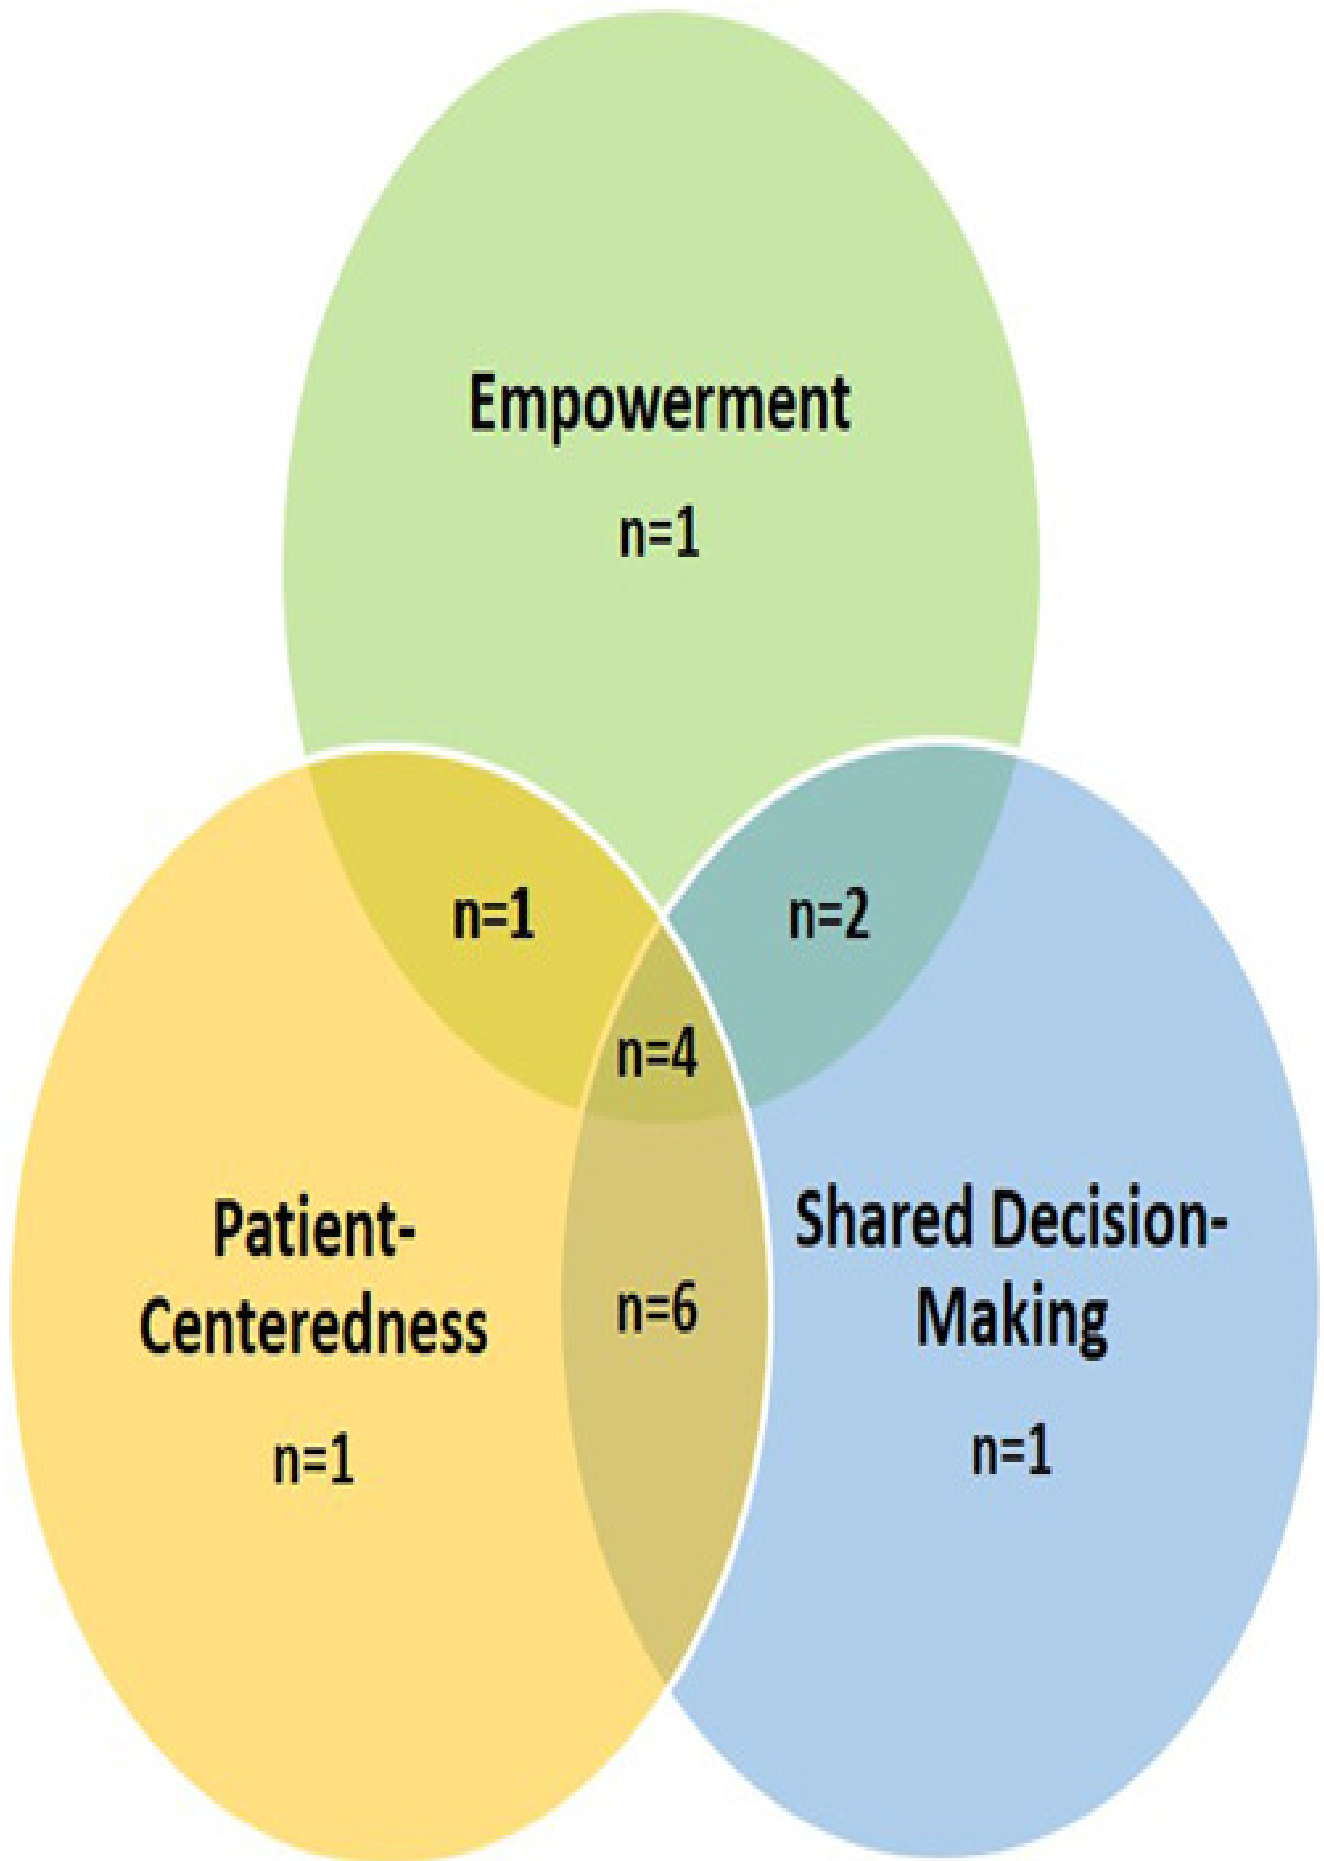 Empowerment
n=1
n=1
n=2
n=4
Patient-
Centeredness
n=1
n=6
Shared Decision-
Making
n=1